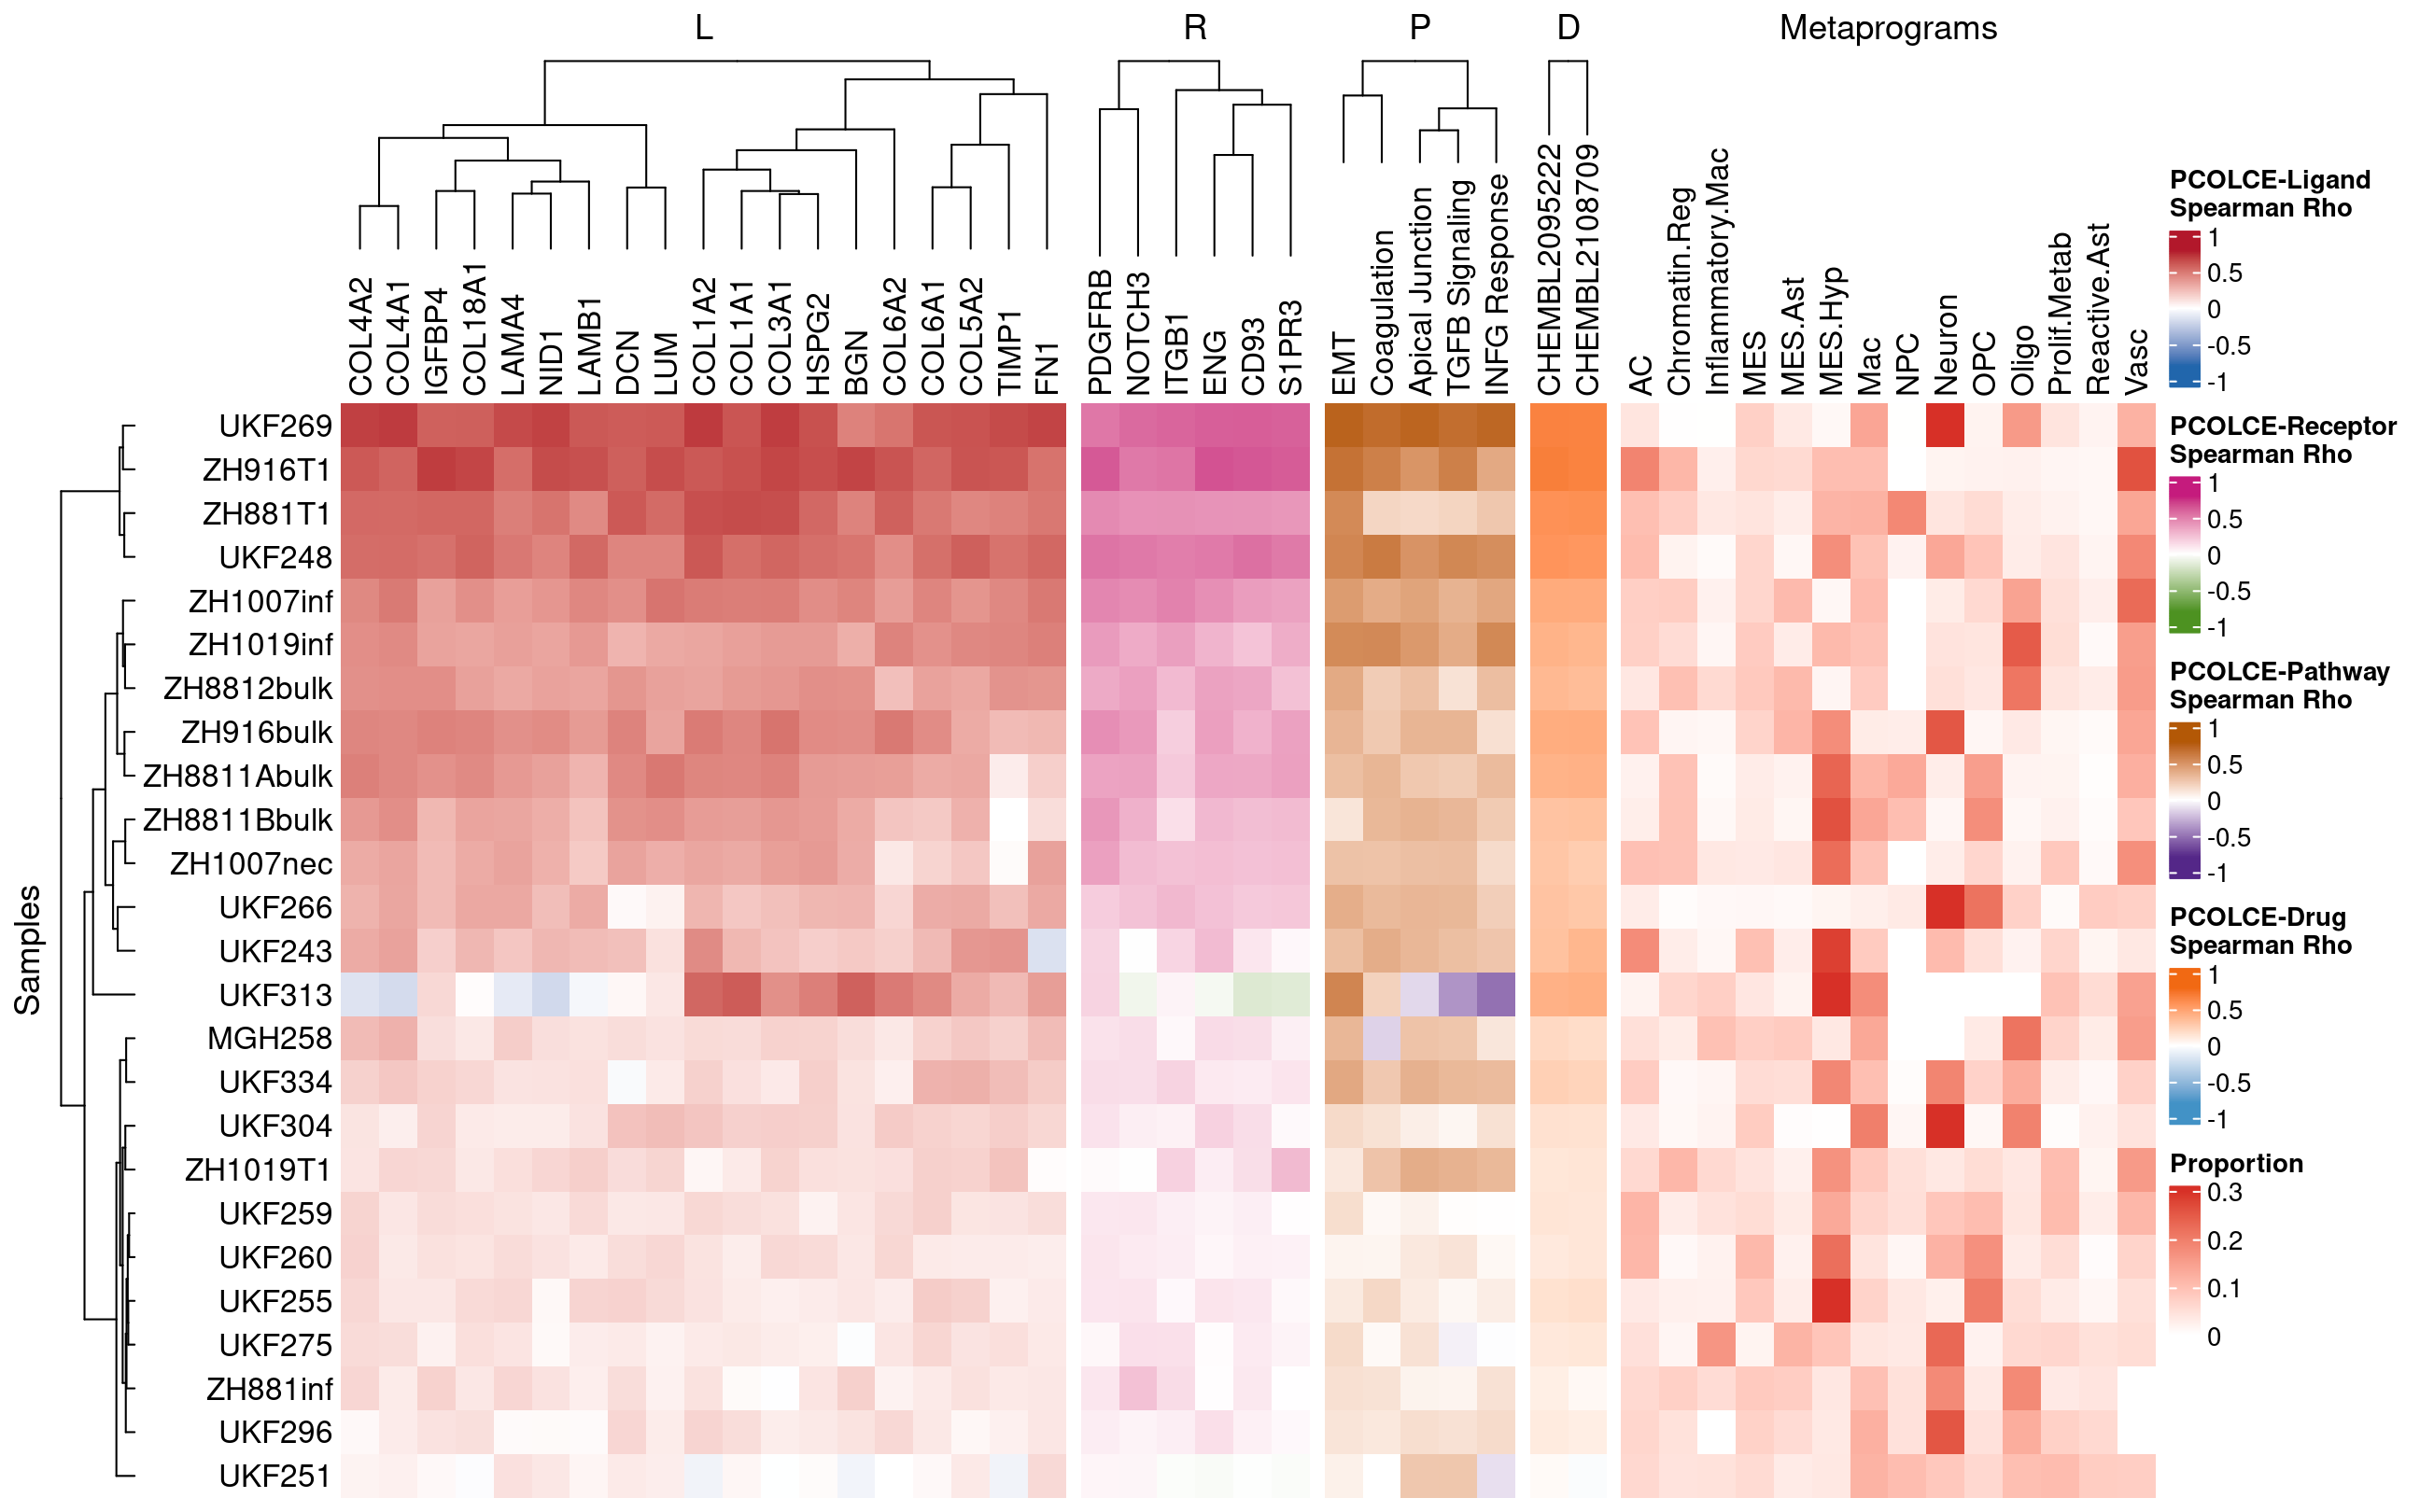 L R P D Metaprograms
COL4A2 COL4A1 IGFBP4 COL18A1 LAMA4 NID1 LAMB1 DCN LUM COL1A2 COL1A1 COL3A1 HSPG2 BGN COL6A2 COL6A1 COL5A2 TIMP1 FN1
PDGFRB NOTCH3 ITGB1 ENG CD93 S1PR3
EMT Coagulation Apical Junction TGFB Signaling INFG Response
CHEMBL2095222 CHEMBL2108709
AC Chromatin.Reg Inflammatory.Mac MES MES.Ast MES.Hyp Mac NPC Neuron OPC Oligo Prolif.Metab Reactive.Ast Vasc
Samples
UKF269
ZH916T1
ZH881T1
UKF248
ZH1007inf
ZH1019inf
ZH8812bulk
ZH916bulk
ZH8811Abulk
ZH8811Bbulk
ZH1007nec
UKF266
UKF243
UKF313
MGH258
UKF334
UKF304
ZH1019T1
UKF259
UKF260
UKF255
UKF275
ZH881inf
UKF296
UKF251
PCOLCE-Ligand
Spearman Rho
1
0.5
0
-0.5
-1
PCOLCE-Receptor
Spearman Rho
1
0.5
0
-0.5
-1
PCOLCE-Pathway
Spearman Rho
1
0.5
0
-0.5
-1
PCOLCE-Drug
Spearman Rho
1
0.5
0
-0.5
-1
Proportion
0.3
0.2
0.1
0